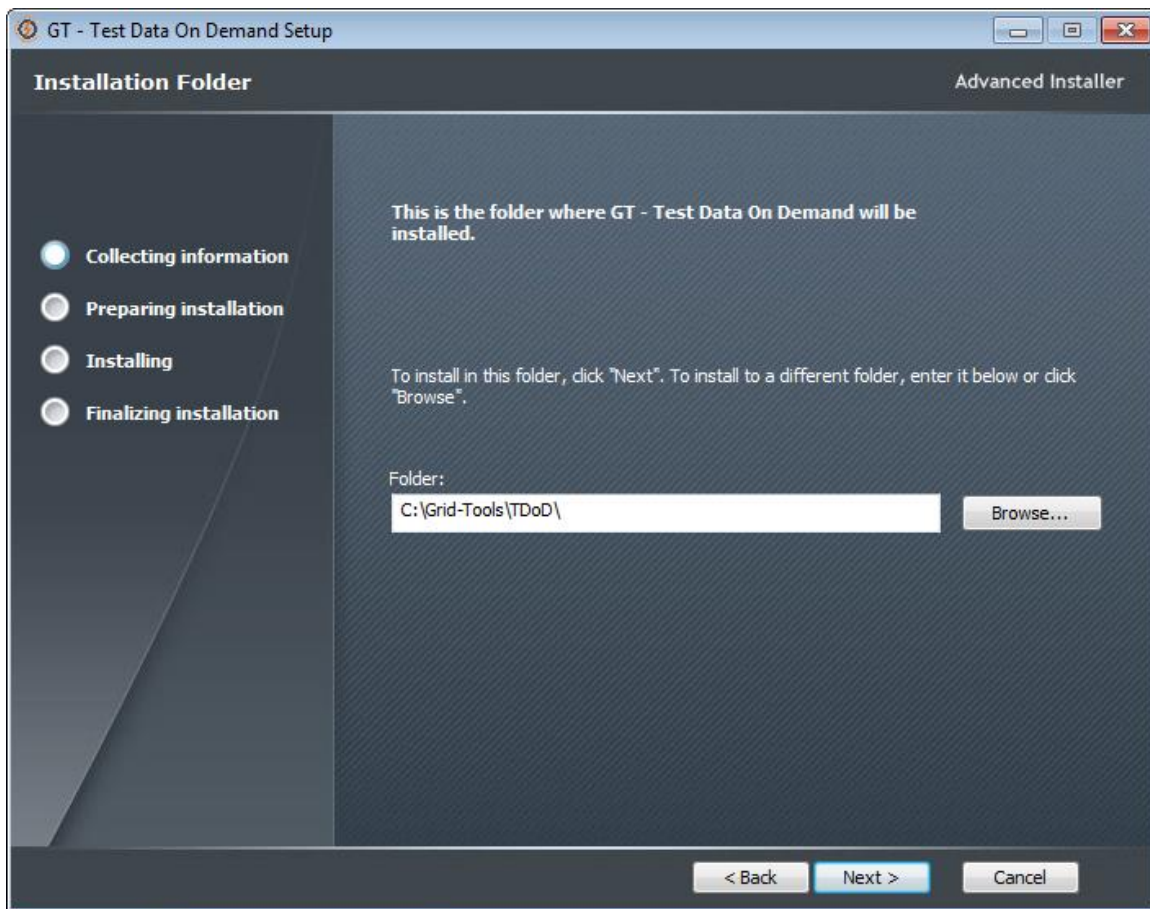 GT - Test Data On Demand Setup
Installation Folder
Advanced Installer
Collecting information
Preparing installation
Installing
Finalizing installation
This is the folder where GT - Test Data On Demand will be
installed.
To install in this folder, click "Next". To install to a different folder, enter it below or click
"Browse".
Folder:
C:\Grid-Tools\TDoD\
Browse...
< Back
Next >
Cancel